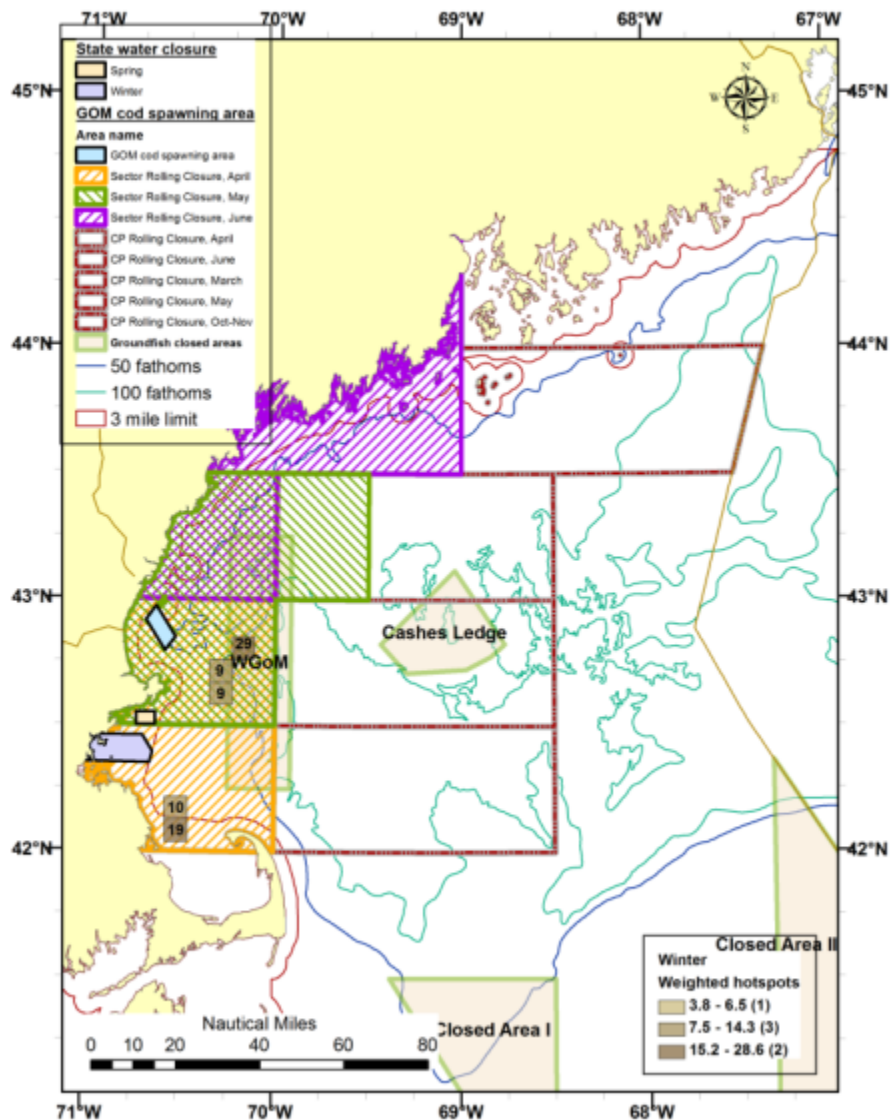 71°W 70°W 69°W 68°W 67°W
State water closure
Spring
Winter
GOM cod spawning area
Area name
GOM cod spawning area
Sector Rolling Closure, April
Sector Rolling Closure, May
Sector Rolling Closure, June
CP Rolling Closure, April
CP Rolling Closure, June
CP Rolling Closure, March
CP Rolling Closure, May
CP Rolling Closure, Oct-Nov
Groundfish closed areas
50 fathoms
100 fathoms
3 mile limit
N
W E
S
45°N 45°N
44°N 44°N
43°N 43°N
Cashes Ledge
29
WGoM
9
9
10
19
42°N 42°N
Closed Area II
Winter
Weighted hotspots
3.8 - 6.5 (1)
7.5 - 14.3 (3)
15.2 - 28.6 (2)
Closed Area I
Nautical Miles
0 10 20 40 60 80
71°W 70°W 69°W 68°W